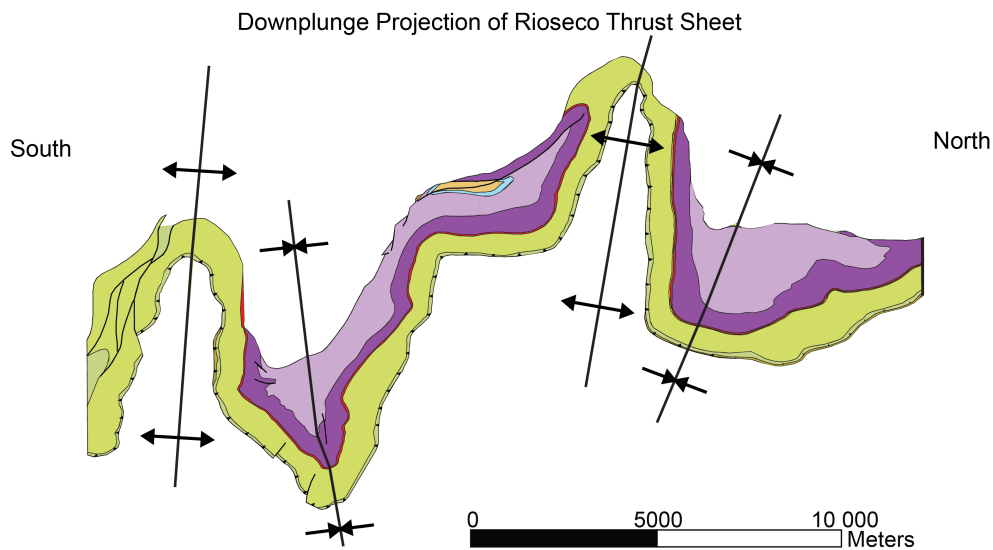 Downplunge Projection of Rioseco Thrust Sheet
South
North
0 5000 10 000
Meters